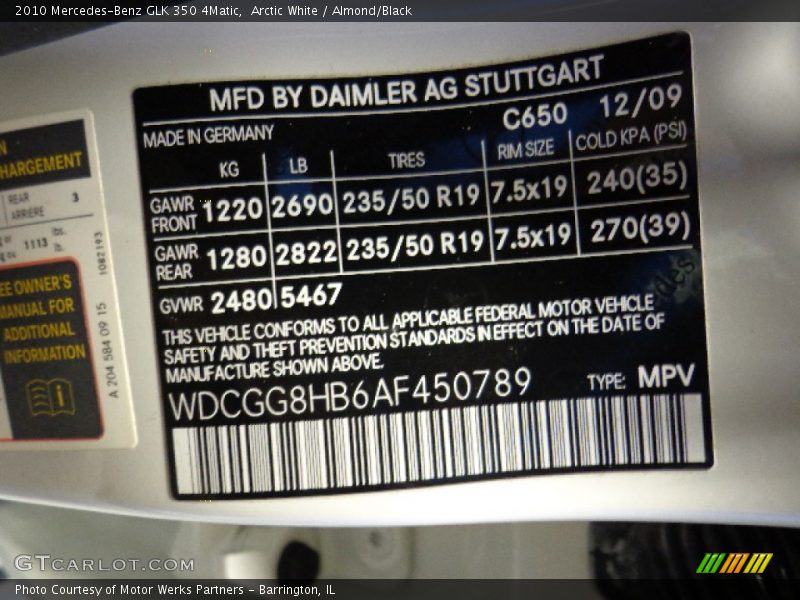 2010 Mercedes-Benz GLK 350 4Matic, Arctic White / Almond/Black
MFD BY DAIMLER AG STUTTGART
MADE IN GERMANY C650 12/09
KG LB TIRES RIM SIZE COLD KPA (PSI)
GAWR FRONT 1220 2690 235/50 R19 7.5x19 240(35)
GAWR REAR 1280 2822 235/50 R19 7.5x19 270(39)
GVWR 2480 5467
THIS VEHICLE CONFORMS TO ALL APPLICABLE FEDERAL MOTOR VEHICLE
SAFETY AND THEFT PREVENTION STANDARDS IN EFFECT ON THE DATE OF
MANUFACTURE SHOWN ABOVE.
WDCGG8HB6AF450789 TYPE: MPV
HARGEMENT
REAR 3
ARRIERE
1113 lbs.
lb.
EE OWNER'S
MANUAL FOR
ADDITIONAL
INFORMATION
A 204 584 09 15 1082193
GTCARLOT.COM
Photo Courtesy of Motor Werks Partners - Barrington, IL